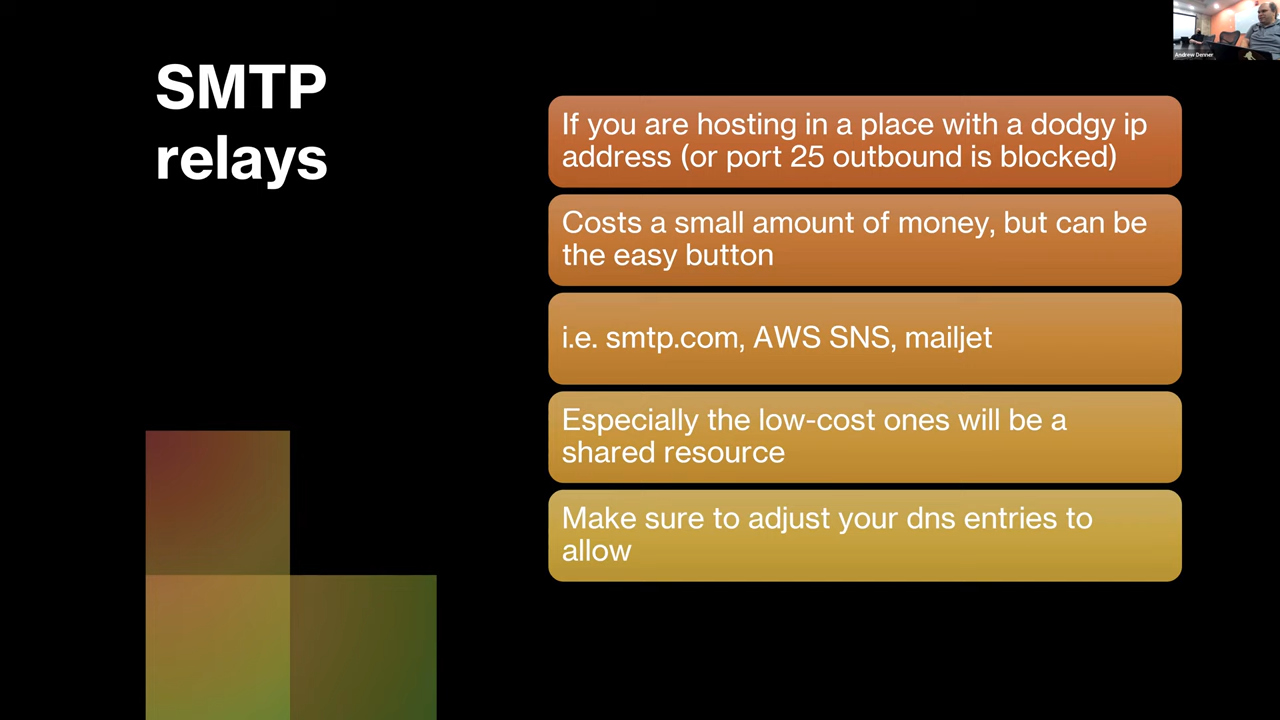 SMTP
relays
If you are hosting in a place with a dodgy ip
address (or port 25 outbound is blocked)
Costs a small amount of money, but can be
the easy button
i.e. smtp.com, AWS SNS, mailjet
Especially the low-cost ones will be a
shared resource
Make sure to adjust your dns entries to
allow
Andrew Denner